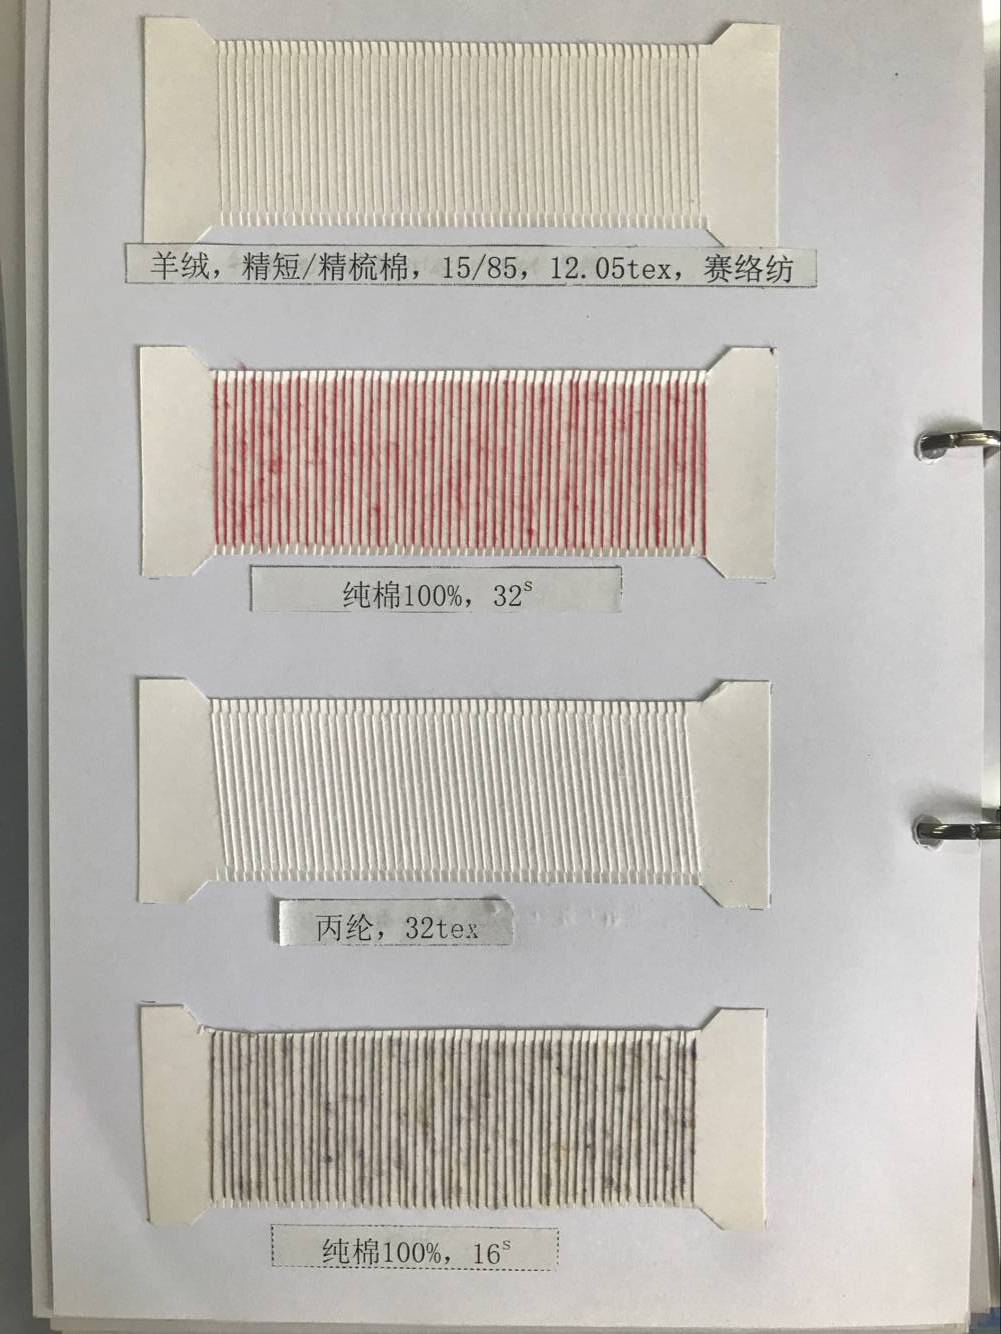 羊绒，精短/精梳棉，15/85，12.05tex，赛络纺
纯棉100%，32ˢ
丙纶，32tex
纯棉100%，16ˢ